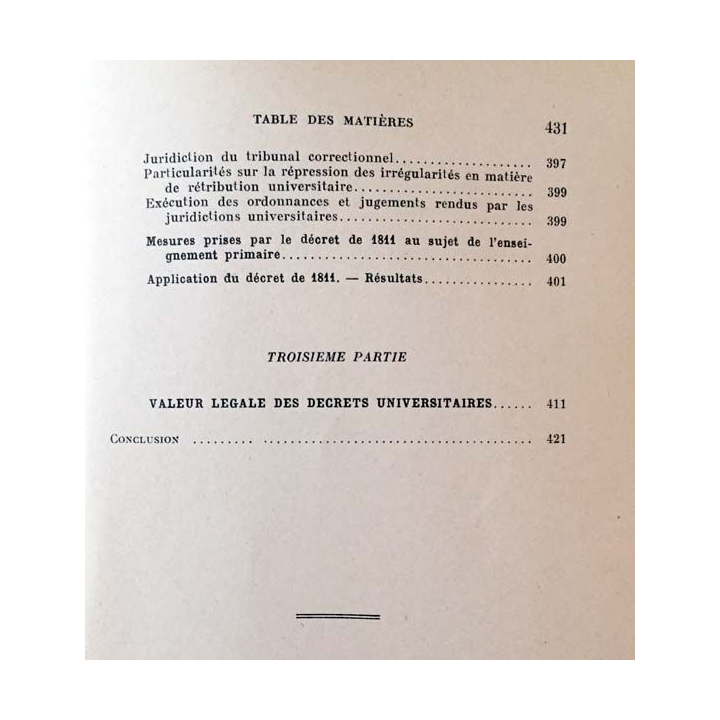 TABLE DES MATIÈRES 431
Juridiction du tribunal correctionnel.................. 397
Particularités sur la répression des irrégularités en matière
de rétribution universitaire........................... 399
Exécution des ordonnances et jugements rendus par les
juridictions universitaires............................. 399
Mesures prises par le décret de 1811 au sujet de l'ensei-
gnement primaire.................................... 400
Application du décret de 1811. — Résultats................ 401
TROISIEME PARTIE
VALEUR LEGALE DES DECRETS UNIVERSITAIRES...... 411
CONCLUSION ......... ...................................... 421